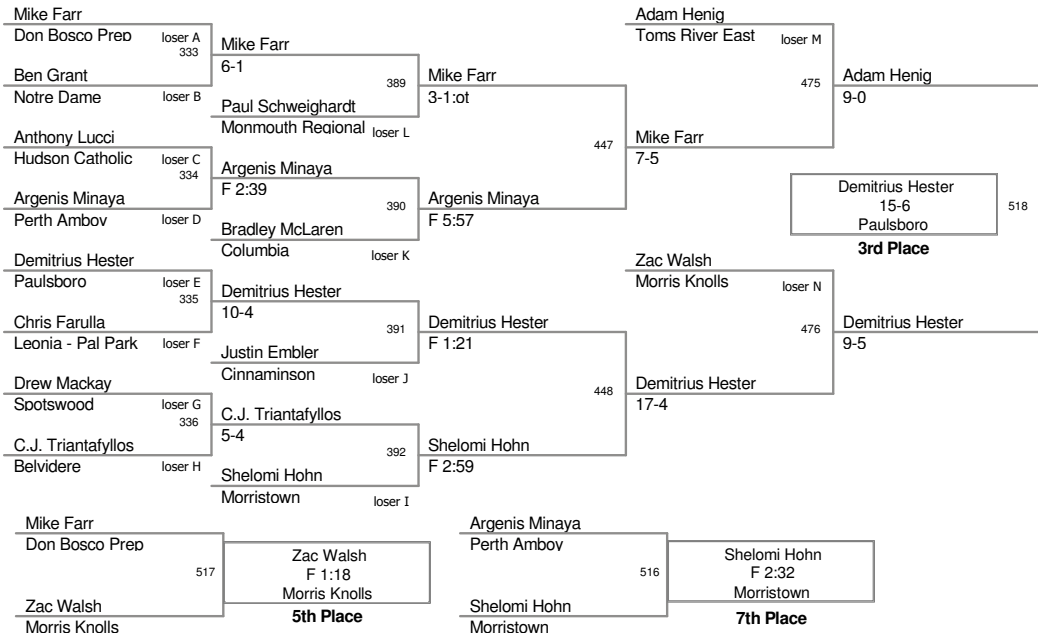 Mike Farr
Don Bosco Prep loser A
333
Ben Grant
Notre Dame loser B
Anthony Lucci
Hudson Catholic loser C
334
Argenis Minaya
Perth Amboy loser D
Demitrius Hester
Paulsboro loser E
335
Chris Farulla
Leonia - Pal Park loser F
Drew Mackay
Spotswood loser G
336
C.J. Triantafyllos
Belvidere loser H
Mike Farr
6-1
389
Paul Schweighardt
Monmouth Regional loser L
Argenis Minaya
F 2:39
390
Bradley McLaren
Columbia loser K
Demitrius Hester
10-4
391
Justin Embler
Cinnaminson loser J
C.J. Triantafyllos
5-4
392
Shelomi Hohn
Morristown loser I
Mike Farr
3-1:ot
447
Argenis Minaya
F 5:57
Demitrius Hester
F 1:21
448
Shelomi Hohn
F 2:59
Adam Henig
Toms River East loser M
475
Mike Farr
7-5
Zac Walsh
Morris Knolls loser N
476
Demitrius Hester
17-4
Adam Henig
9-0
Demitrius Hester
15-6
Paulsboro
518
3rd Place
Demitrius Hester
9-5
Mike Farr
Don Bosco Prep
517
Zac Walsh
Morris Knolls
Zac Walsh
F 1:18
Morris Knolls
5th Place
Argenis Minaya
Perth Amboy
516
Shelomi Hohn
Morristown
Shelomi Hohn
F 2:32
Morristown
7th Place